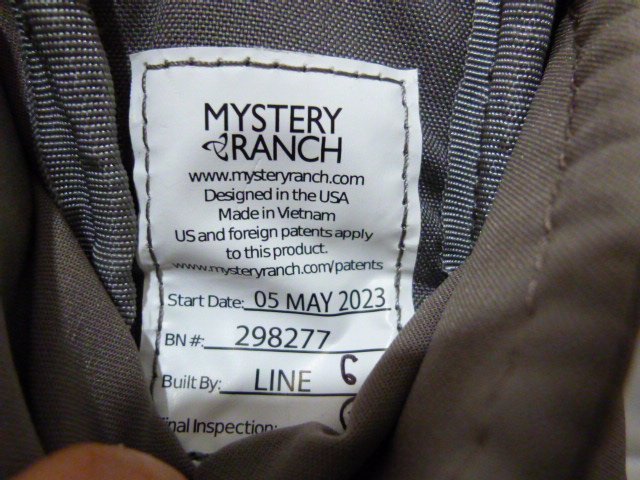 MYSTERY
RANCH
www.mysteryranch.com
Designed in the USA
Made in Vietnam
US and foreign patents apply
to this product.
www.mysteryranch.com/patents
Start Date: 05 MAY 2023
BN #: 298277
Built By: LINE 6
Inspection: